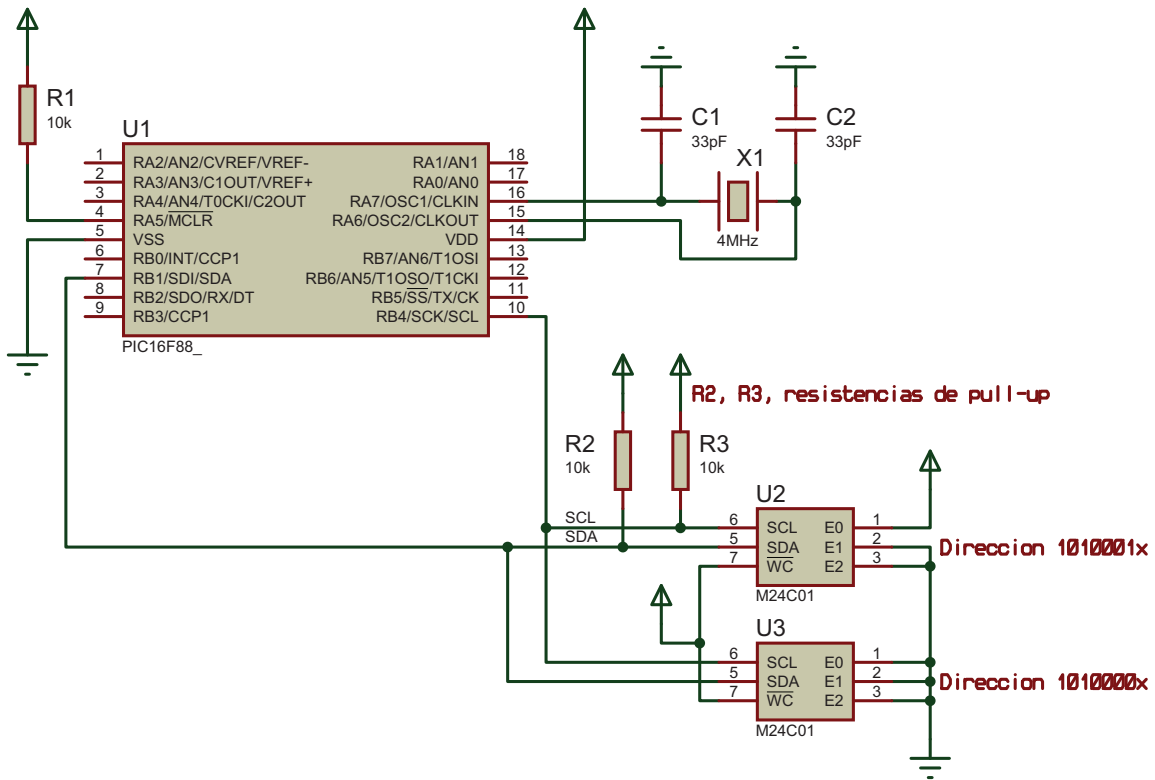 R1
10k
U1
1 RA2/AN2/CVREF/VREF- RA1/AN1 18
2 RA3/AN3/C1OUT/VREF+ RA0/AN0 17
3 RA4/AN4/T0CKI/C2OUT RA7/OSC1/CLKIN 16
4 RA5/MCLR RA6/OSC2/CLKOUT 15
5 VSS VDD 14
6 RB0/INT/CCP1 RB7/AN6/T1OSI 13
7 RB1/SDI/SDA RB6/AN5/T1OSO/T1CKI 12
8 RB2/SDO/RX/DT RB5/SS/TX/CK 11
9 RB3/CCP1 RB4/SCK/SCL 10
PIC16F88_
C1
33pF
C2
33pF
X1
4MHz
R2, R3, resistencias de pull-up
R2
10k
R3
10k
SCL
SDA
U2
6 SCL E0 1
5 SDA E1 2
7 WC E2 3
M24C01
Direccion 1010001x
U3
6 SCL E0 1
5 SDA E1 2
7 WC E2 3
M24C01
Direccion 1010000x